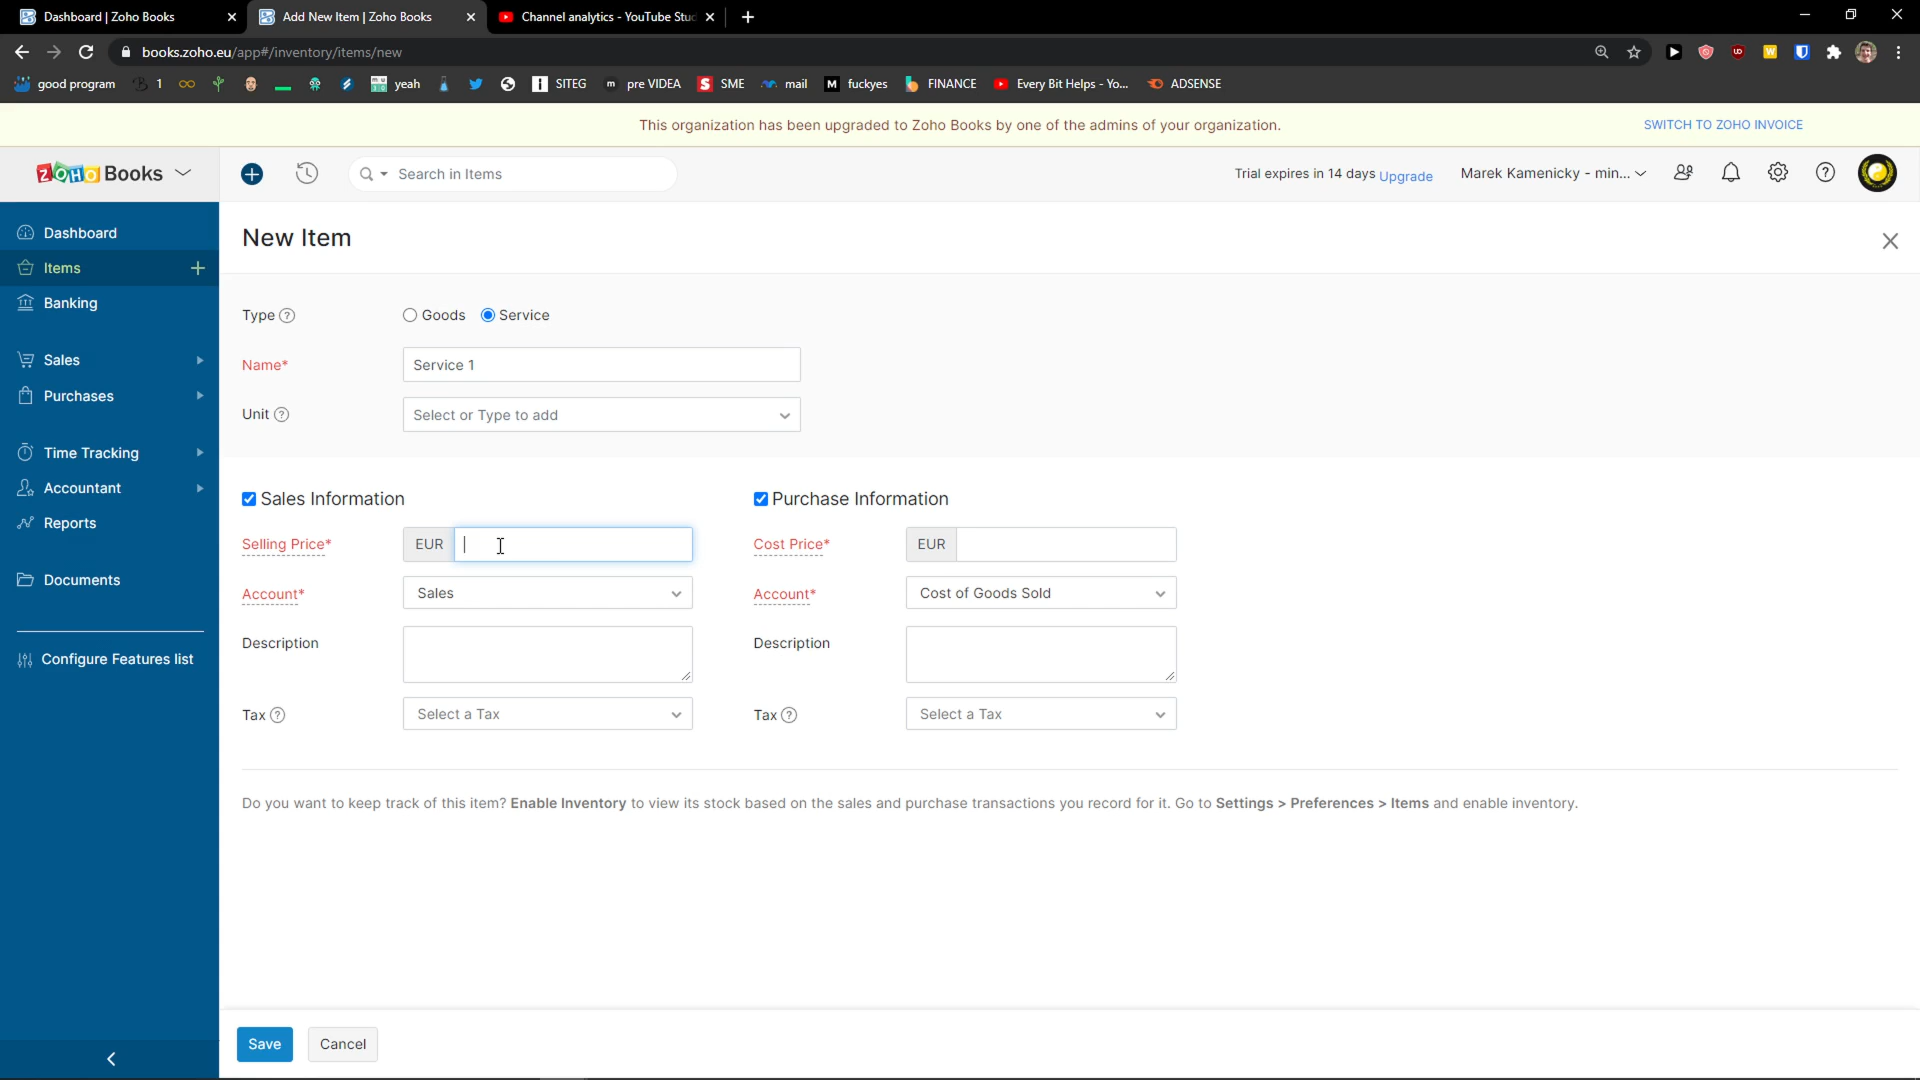 Dashboard | Zoho Books
Add New Item | Zoho Books
Channel analytics - YouTube Stud
books.zoho.eu/app#/inventory/items/new
good program
1
yeah
SITEG
pre VIDEA
SME
mail
fuckyes
FINANCE
Every Bit Helps - Yo...
ADSENSE
This organization has been upgraded to Zoho Books by one of the admins of your organization.
SWITCH TO ZOHO INVOICE
ZOHO Books
Search in Items
Trial expires in 14 days Upgrade
Marek Kamenicky - min...
Dashboard
Items
Banking
Sales
Purchases
Time Tracking
Accountant
Reports
Documents
Configure Features list
New Item
Type
Goods
Service
Name*
Service 1
Unit
Select or Type to add
Sales Information
Purchase Information
Selling Price*
EUR
Cost Price*
EUR
Account*
Sales
Account*
Cost of Goods Sold
Description
Description
Tax
Select a Tax
Tax
Select a Tax
Do you want to keep track of this item? Enable Inventory to view its stock based on the sales and purchase transactions you record for it. Go to Settings > Preferences > Items and enable inventory.
Save
Cancel